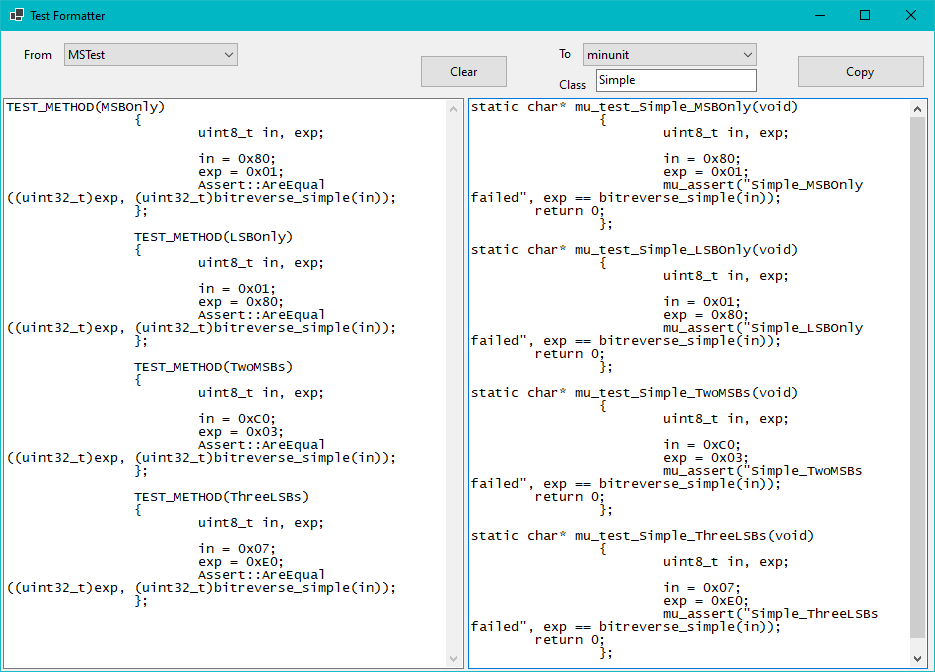 Test Formatter
From MSTest
To minunit
Clear
Class Simple
Copy
TEST_METHOD(MSBOnly)
{
uint8_t in, exp;
in = 0x80;
exp = 0x01;
Assert::AreEqual
((uint32_t)exp, (uint32_t)bitreverse_simple(in));
};
TEST_METHOD(LSBOnly)
{
uint8_t in, exp;
in = 0x01;
exp = 0x80;
Assert::AreEqual
((uint32_t)exp, (uint32_t)bitreverse_simple(in));
};
TEST_METHOD(TwoMSBs)
{
uint8_t in, exp;
in = 0xC0;
exp = 0x03;
Assert::AreEqual
((uint32_t)exp, (uint32_t)bitreverse_simple(in));
};
TEST_METHOD(ThreeLSBs)
{
uint8_t in, exp;
in = 0x07;
exp = 0xE0;
Assert::AreEqual
((uint32_t)exp, (uint32_t)bitreverse_simple(in));
};
static char* mu_test_Simple_MSBOnly(void)
{
uint8_t in, exp;
in = 0x80;
exp = 0x01;
mu_assert("Simple_MSBOnly
failed", exp == bitreverse_simple(in));
return 0;
};
static char* mu_test_Simple_LSBOnly(void)
{
uint8_t in, exp;
in = 0x01;
exp = 0x80;
mu_assert("Simple_LSBOnly
failed", exp == bitreverse_simple(in));
return 0;
};
static char* mu_test_Simple_TwoMSBs(void)
{
uint8_t in, exp;
in = 0xC0;
exp = 0x03;
mu_assert("Simple_TwoMSBs
failed", exp == bitreverse_simple(in));
return 0;
};
static char* mu_test_Simple_ThreeLSBs(void)
{
uint8_t in, exp;
in = 0x07;
exp = 0xE0;
mu_assert("Simple_ThreeLSBs
failed", exp == bitreverse_simple(in));
return 0;
};